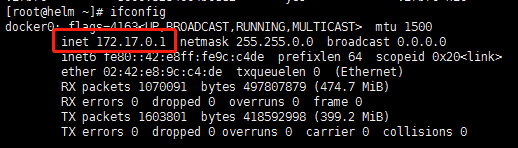 [root@helm ~]# ifconfig
docker0: flags=4163<UP,BROADCAST,RUNNING,MULTICAST>  mtu 1500
        inet 172.17.0.1  netmask 255.255.0.0  broadcast 0.0.0.0
        inet6 fe80::42:e8ff:fe9c:c4de  prefixlen 64  scopeid 0x20<link>
        ether 02:42:e8:9c:c4:de  txqueuelen 0  (Ethernet)
        RX packets 1070091  bytes 497807879 (474.7 MiB)
        RX errors 0  dropped 0  overruns 0  frame 0
        TX packets 1603801  bytes 418592998 (399.2 MiB)
        TX errors 0  dropped 0 overruns 0  carrier 0  collisions 0